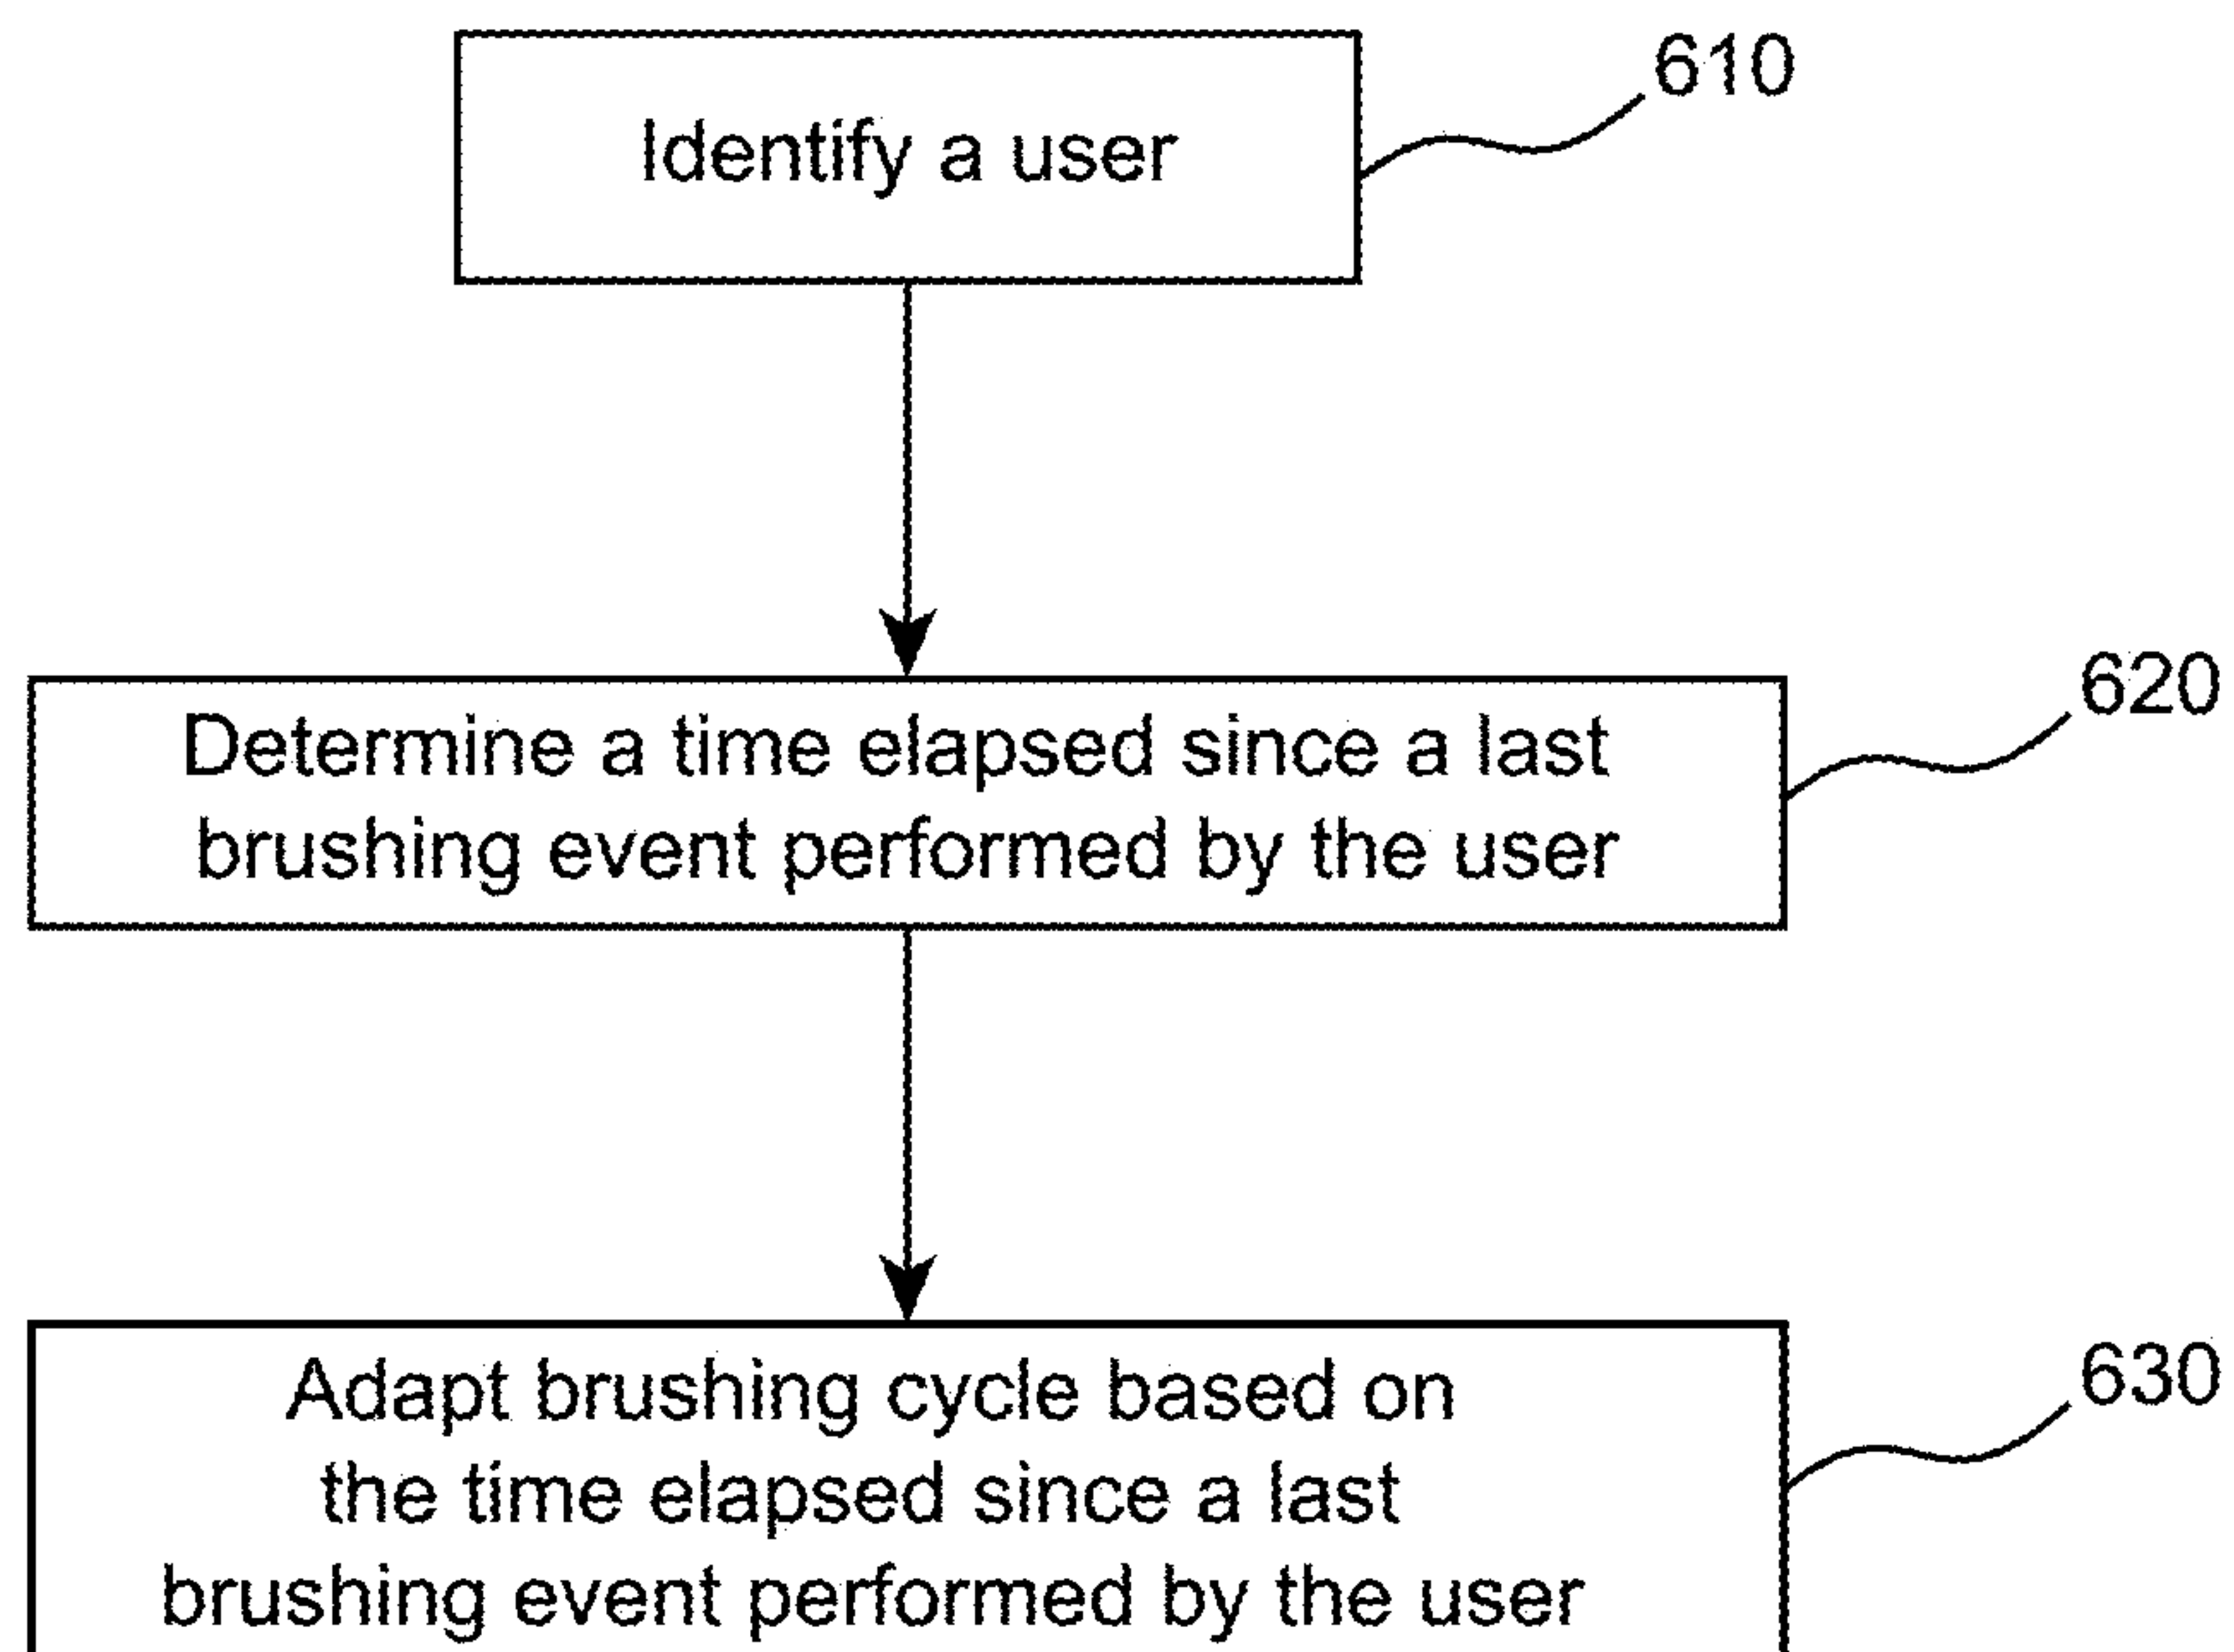 Identify a user
610
Determine a time elapsed since a last
brushing event performed by the user
620
Adapt brushing cycle based on
the time elapsed since a last
brushing event performed by the user
630